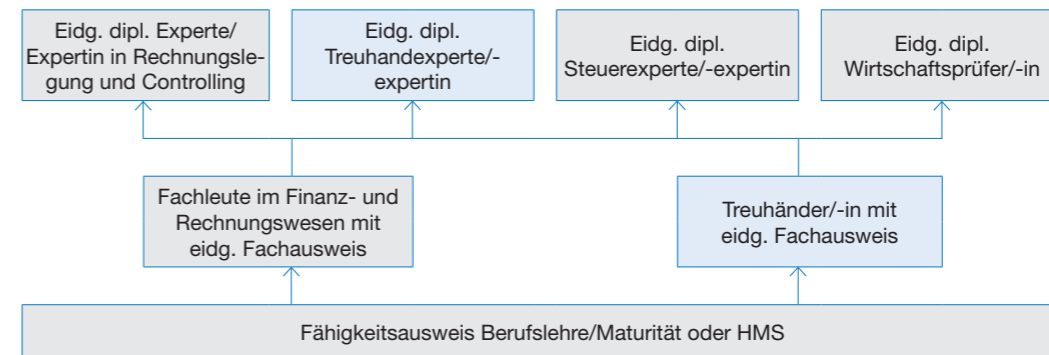 Eidg. dipl. Experte/
Expertin in Rechnungsle-
gung und Controlling
Eidg. dipl.
Treuhandexperte/-
expertin
Eidg. dipl.
Steuerexperte/-expertin
Eidg. dipl.
Wirtschaftsprüfer/-in
Fachleute im Finanz- und
Rechnungswesen mit
eidg. Fachausweis
Treuhänder/-in mit
eidg. Fachausweis
Fähigkeitsausweis Berufslehre/Maturität oder HMS